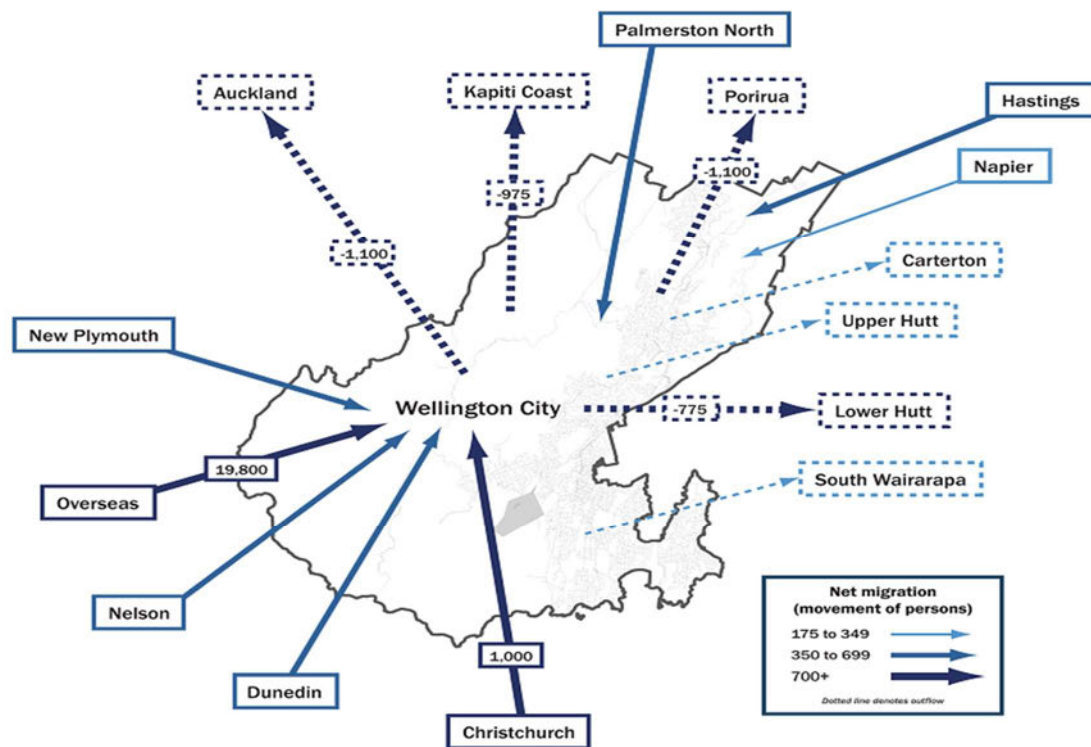 Palmerston North
Auckland
Kapiti Coast
Porirua
Hastings
-975
-1,100
Napier
-1,100
Carterton
Upper Hutt
New Plymouth
Wellington City
-775
Lower Hutt
19,800
Overseas
South Wairarapa
Nelson
1,000
Dunedin
Christchurch
Net migration
(movement of persons)
175 to 349
350 to 699
700+
Dotted line denotes outflow